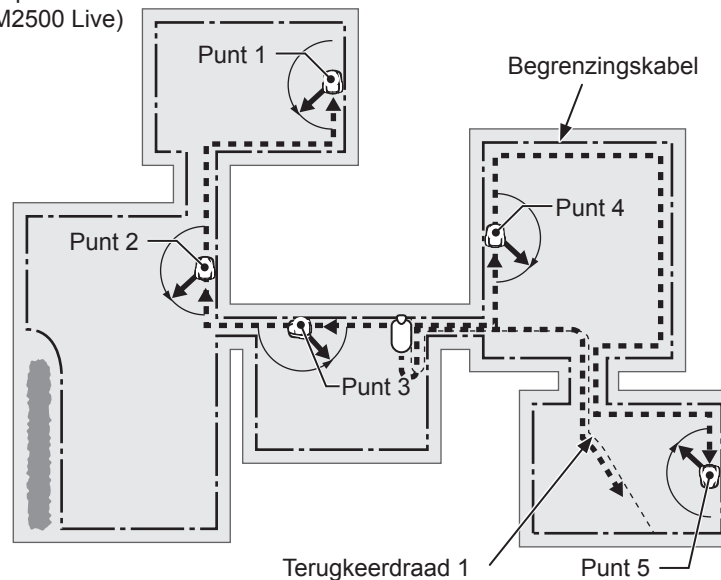 M2500 Live)
Punt 1
Begrenzingskabel
Punt 4
Punt 2
Punt 3
Terugkeerdraad 1
Punt 5